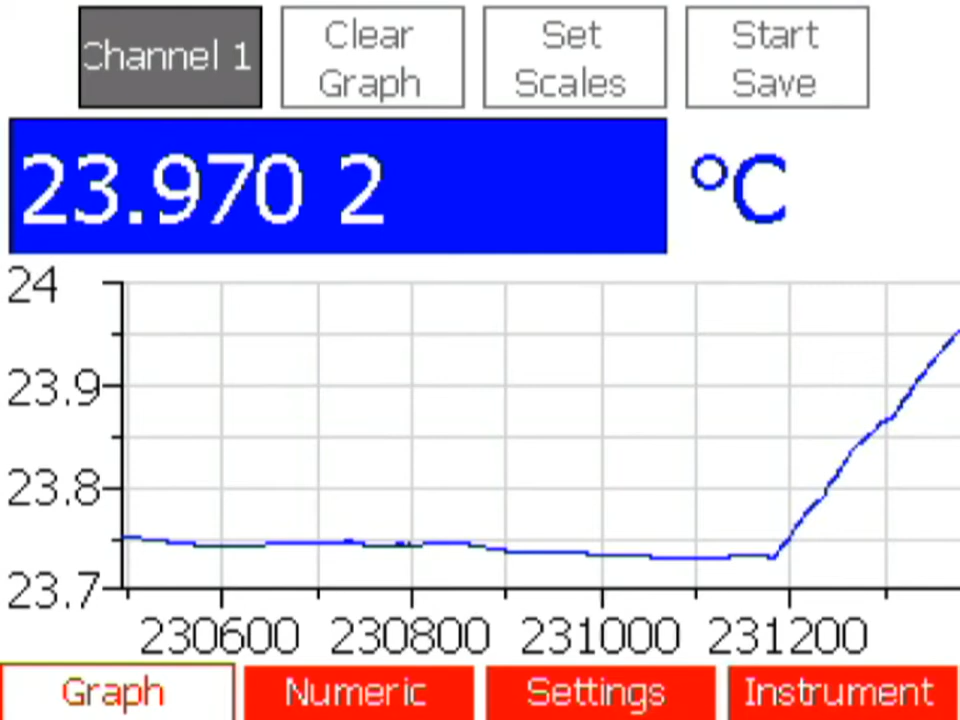 Channel 1
Clear
Graph
Set
Scales
Start
Save
23.970 2 °C
24
23.9
23.8
23.7
230600 230800 231000 231200
Graph Numeric Settings Instrument